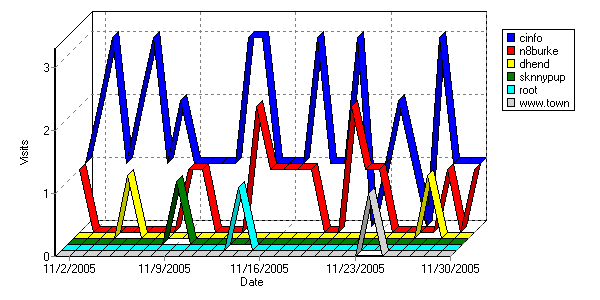 3
2
1
0
Visits
11/2/2005
11/9/2005
11/16/2005
11/23/2005
11/30/2005
Date
cinfo
n8burke
dhend
sknnypup
root
www.town